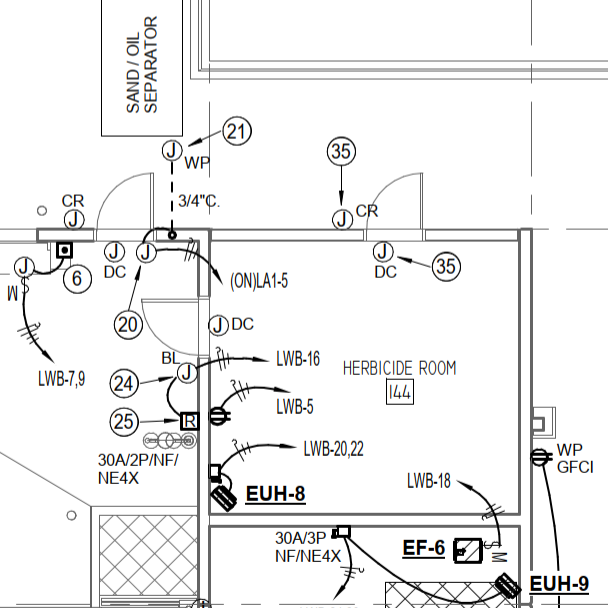 SAND / OIL
SEPARATOR
21
J
WP
35
3/4"C.
CR
J
J
CR
J
DC
J
J
DC
35
J
6
S
M
20
(ON)LA1-5
J
DC
LWB-7,9
BL
J
LWB-16
24
HERBICIDE ROOM
144
LWB-5
25
R
30A/2P/NF/
NE4X
LWB-20,22
WP
GFCI
LWB-18
EUH-8
30A/3P
NF/NE4X
EF-6
S
M
EUH-9